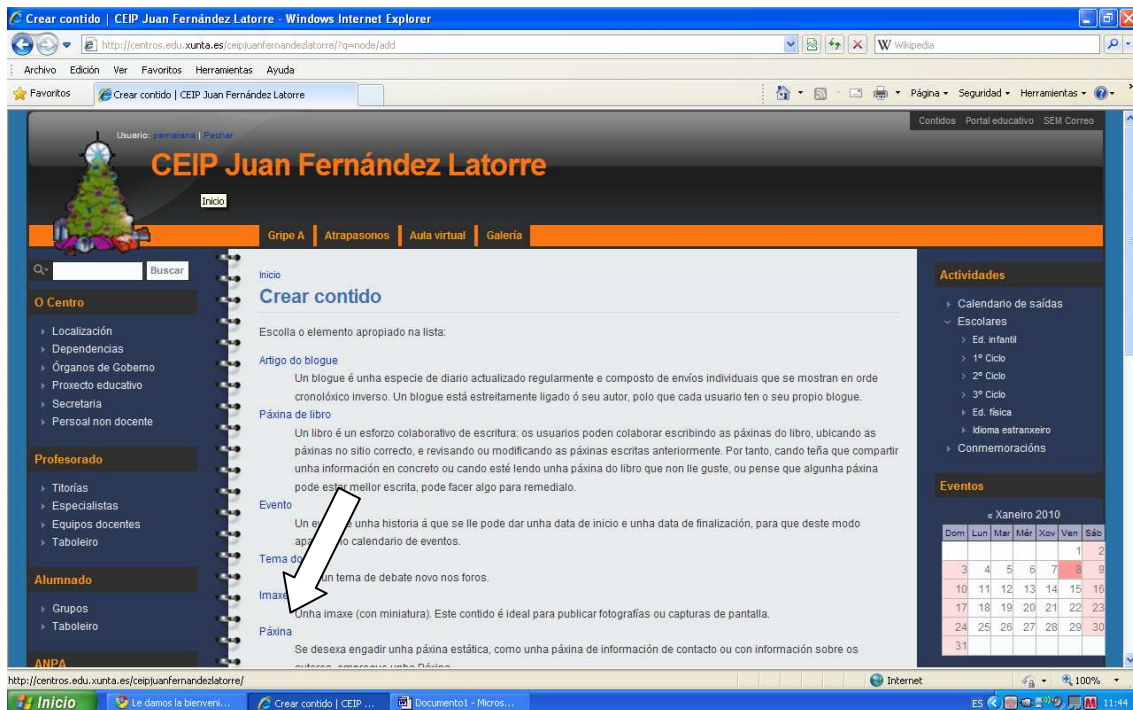 Crear contido | CEIP Juan Fernández Latorre - Windows Internet Explorer
http://centros.edu.xunta.es/ceipjuanfernandezlatorre/?q=node/add
Wikipedia
Archivo Edición Ver Favoritos Herramientas Ayuda
Favoritos
Crear contido | CEIP Juan Fernández Latorre
Página Seguridad Herramientas
Contidos Portal educativo SEM Correo
Usuario: pamarana | Pechar
CEIP Juan Fernández Latorre
Inicio
Gripe A Atrapasonos Aula virtual Galería
Buscar
O Centro
Localización
Dependencias
Órganos de Goberno
Proxecto educativo
Secretaria
Persoal non docente
Profesorado
Titorías
Especialistas
Equipos docentes
Taboleiro
Alumnado
Grupos
Taboleiro
ANPA
Inicio
Crear contido
Escolla o elemento apropiado na lista:
Artigo do blogue
Un blogue é unha especie de diario actualizado regularmente e composto de envíos individuais que se mostran en orde
cronolóxico inverso. Un blogue está estreitamente ligado ó seu autor, polo que cada usuario ten o seu propio blogue.
Páxina de libro
Un libro é un esforzo colaborativo de escritura: os usuarios poden colaborar escribindo as páxinas do libro, ubicando as
páxinas no sitio correcto, e revisando ou modificando as páxinas escritas anteriormente. Por tanto, cando teña que compartir
unha información en concreto ou cando esté lendo unha páxina do libro que non lle guste, ou pense que algunha páxina
pode estar mellor escrita, pode facer algo para remedialo.
Evento
Un unha historia á que se lle pode dar unha data de inicio e unha data de finalización, para que deste modo
no calendario de eventos.
Tema do
un tema de debate novo nos foros.
Imaxe
Unha imaxe (con miniatura). Este contido é ideal para publicar fotografías ou capturas de pantalla.
Páxina
Se desexa engadir unha páxina estática, como unha páxina de información de contacto ou con información sobre os
autores, empregue unha Páxina.
Actividades
Calendario de saídas
Escolares
Ed. infantil
1º Ciclo
2º Ciclo
3º Ciclo
Ed. física
Idioma estranxeiro
Conmemoracións
Eventos
« Xaneiro 2010
Dom Lun Mar Mér Xov Ven Sáb
1 2
3 4 5 6 7 8 9
10 11 12 13 14 15 16
17 18 19 20 21 22 23
24 25 26 27 28 29 30
31
http://centros.edu.xunta.es/ceipjuanfernandezlatorre/
Internet
100%
Inicio
Le damos la bienveni...
Crear contido | CEIP ...
Documento1 - Micros...
ES
11:44